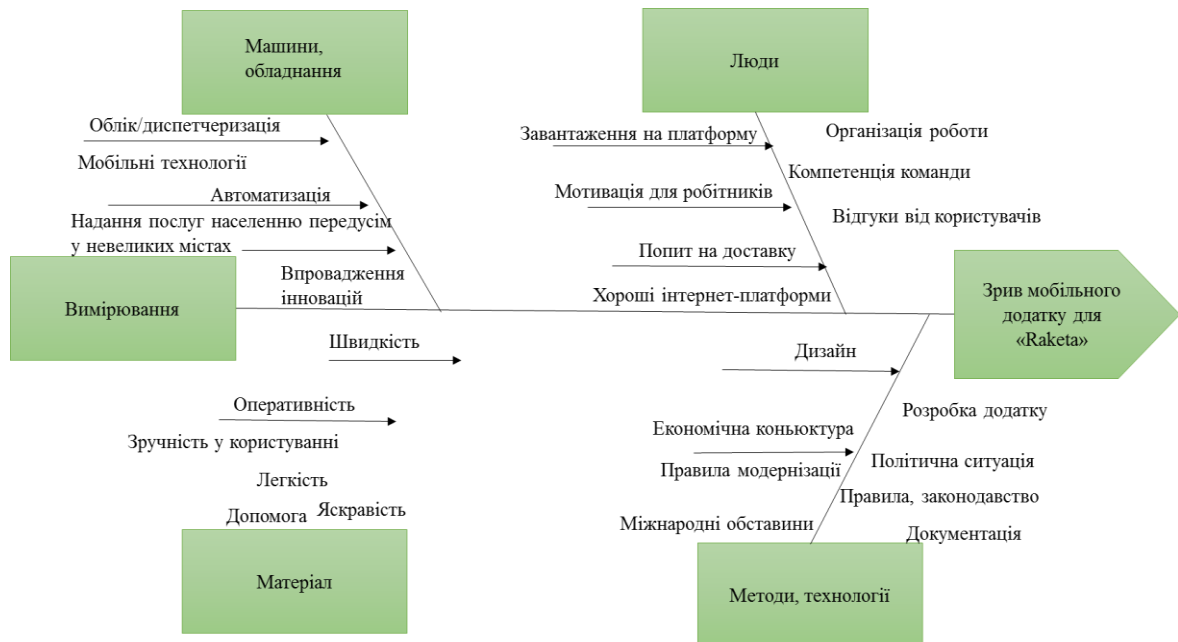 Машини,
обладнання
Люди
Облік/диспетчеризація
Завантаження на платформу
Організація роботи
Мобільні технології
Компетенція команди
Автоматизація
Мотивація для робітників
Надання послуг населенню передусім
у невеликих містах
Відгуки від користувачів
Попит на доставку
Впровадження
інновацій
Хороші інтернет-платформи
Вимірювання
Зрив мобільного
додатку для
«Raketa»
Швидкість
Дизайн
Оперативність
Розробка додатку
Зручність у користуванні
Економічна коньюктура
Політична ситуація
Правила модернізації
Легкість
Правила, законодавство
Яскравість
Допомога
Міжнародні обставини
Документація
Матеріал
Методи, технології